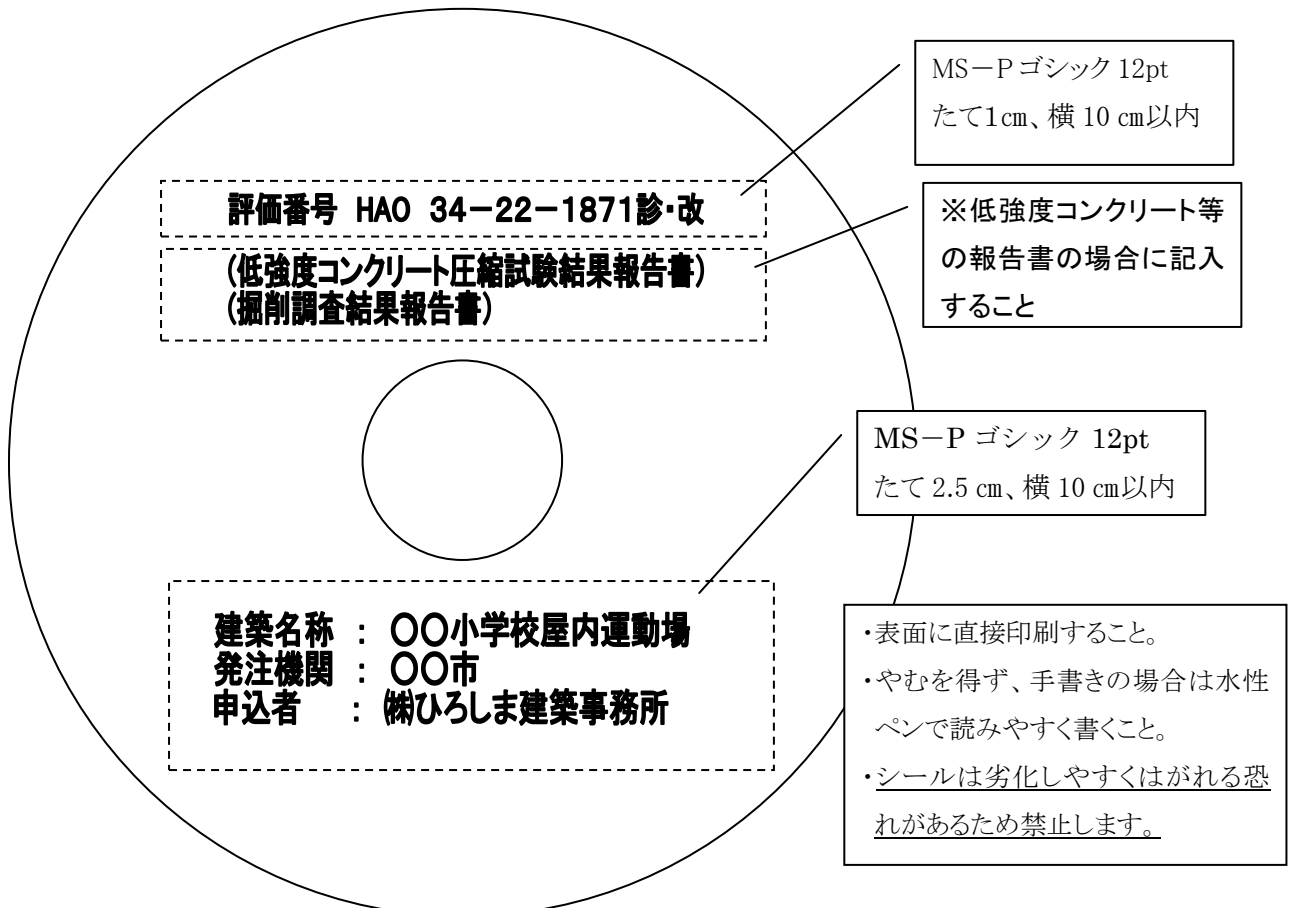 MS－Pゴシック 12pt
たて1㎝、横 10 ㎝以内
評価番号 HAO 34－22－1871診・改
※低強度コンクリート等
の報告書の場合に記入
すること
(低強度コンクリート圧縮試験結果報告書)
(掘削調査結果報告書)
MS－P ゴシック 12pt
たて 2.5 ㎝、横 10 ㎝以内
建築名称 ： 〇〇小学校屋内運動場
発注機関 ： 〇〇市
申込者 ： ㈱ひろしま建築事務所
・表面に直接印刷すること。
・やむを得ず、手書きの場合は水性
ペンで読みやすく書くこと。
・シールは劣化しやすくはがれる恐
れがあるため禁止します。